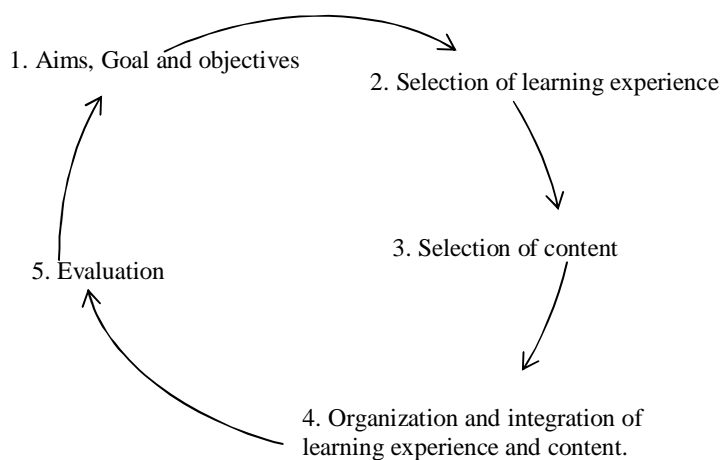 1. Aims, Goal and objectives
2. Selection of learning experience
3. Selection of content
4. Organization and integration of
learning experience and content.
5. Evaluation